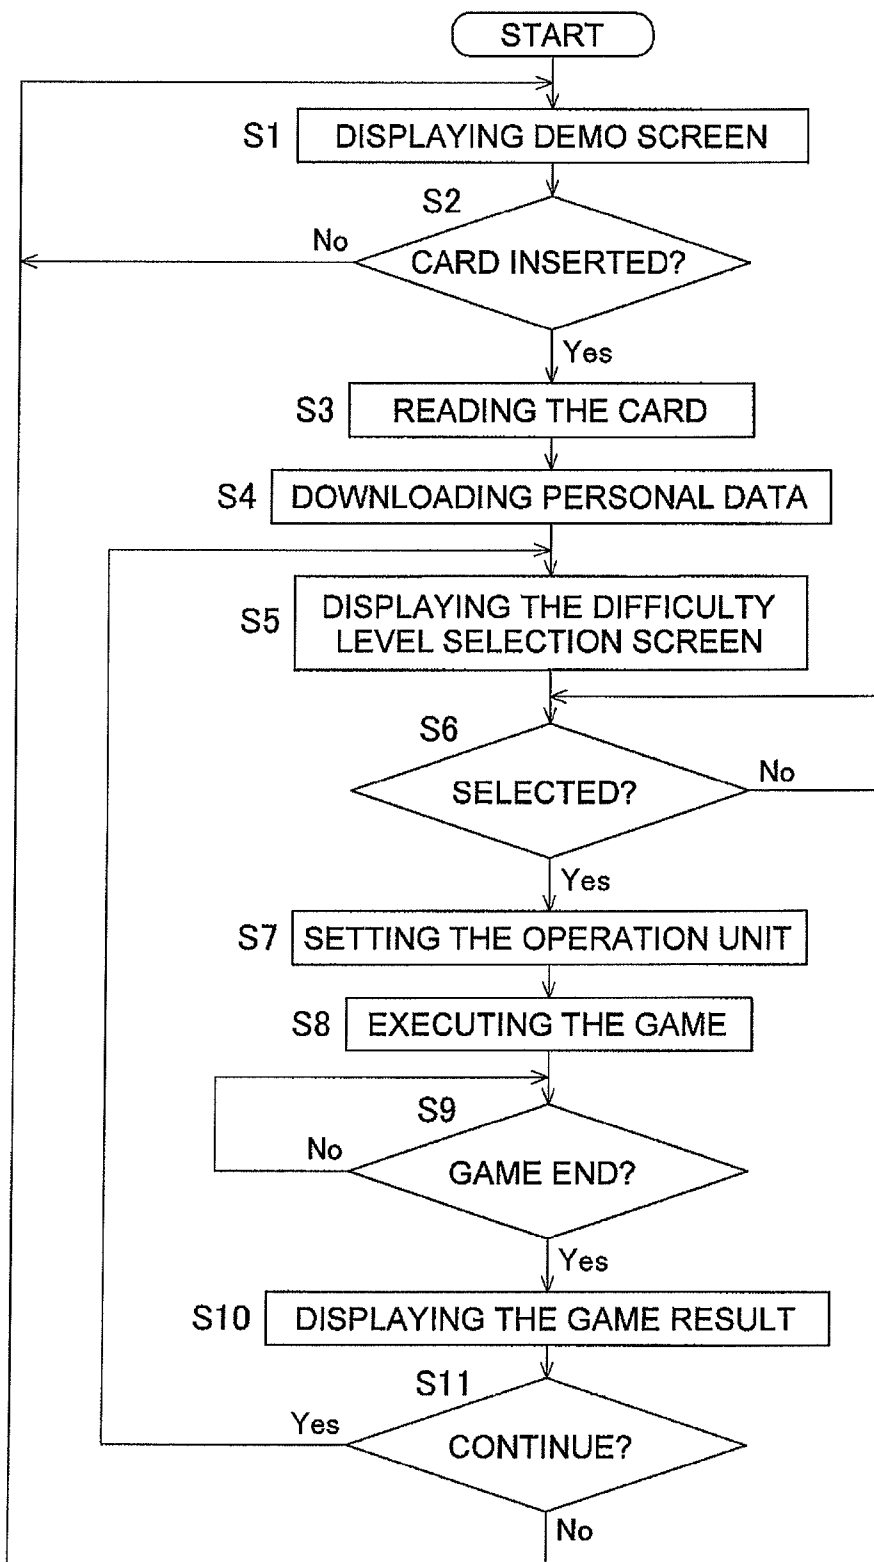 START
S1 DISPLAYING DEMO SCREEN
S2
No
CARD INSERTED?
Yes
S3 READING THE CARD
S4 DOWNLOADING PERSONAL DATA
S5 DISPLAYING THE DIFFICULTY
LEVEL SELECTION SCREEN
S6
SELECTED?
No
Yes
S7 SETTING THE OPERATION UNIT
S8 EXECUTING THE GAME
S9
No
GAME END?
Yes
S10 DISPLAYING THE GAME RESULT
S11
Yes
CONTINUE?
No